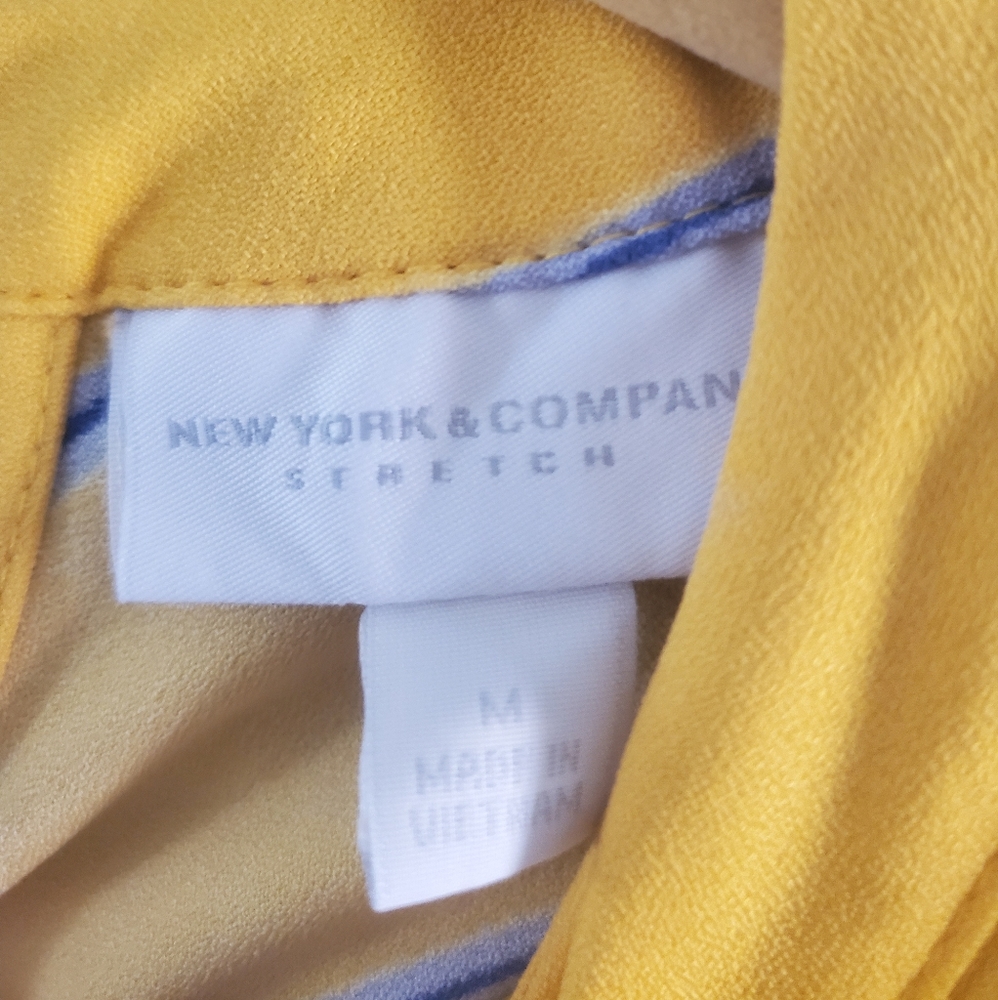 NEW YORK & COMPAN
STRETCH
M
MADE IN
VIETNAM